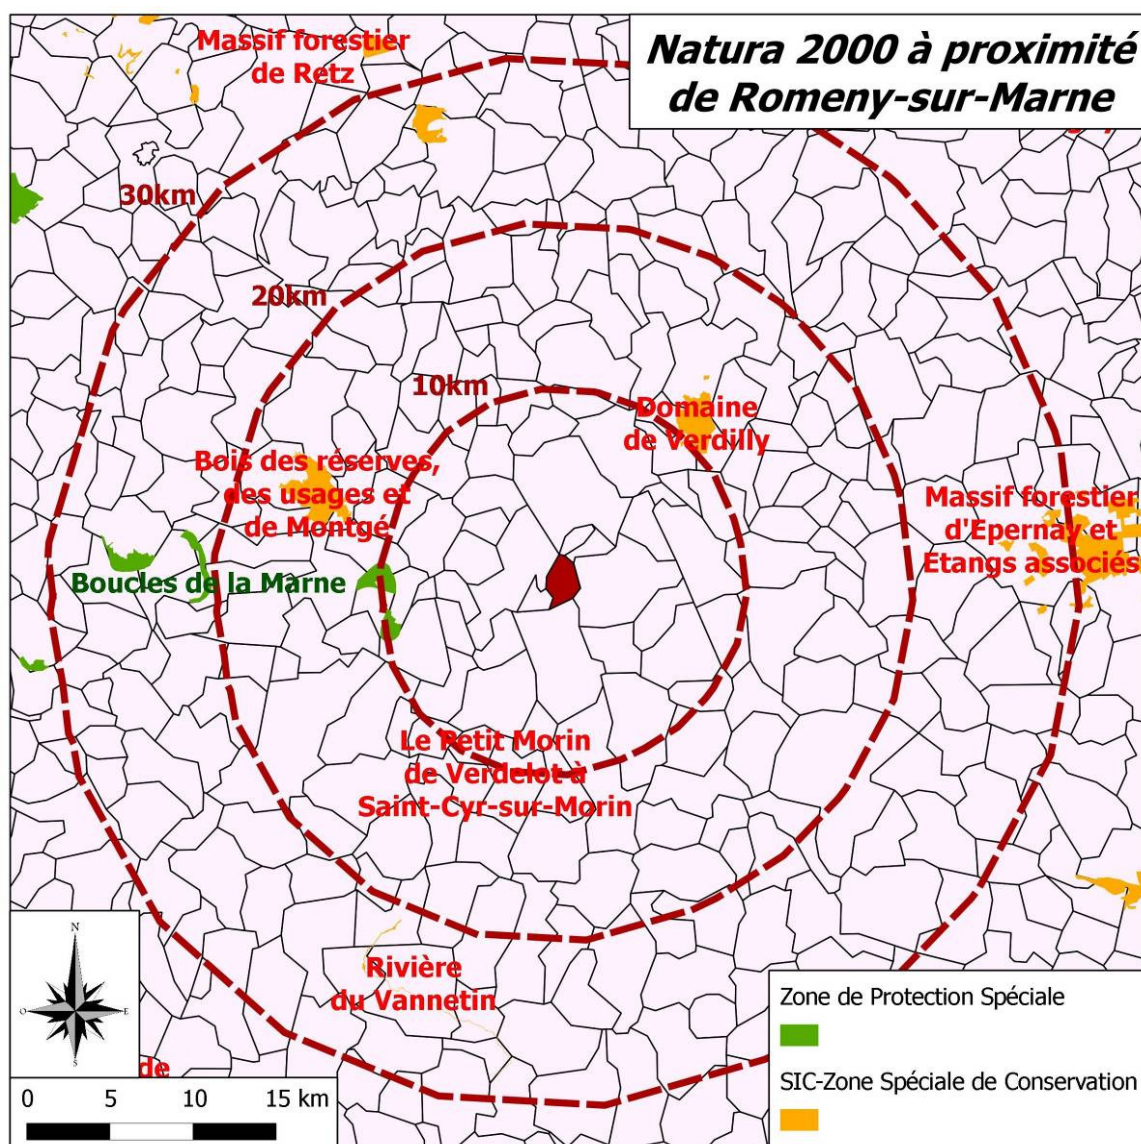 Natura 2000 à proximité
de Romeny-sur-Marne
Massif forestier
de Retz
30km
20km
10km
Domaine
de Verdilly
Bois des réserves,
des usages et
de Montgé
Massif forestier
d'Epernay et
Etangs associés
Boucles de la Marne
Le Petit Morin
de Verdelot à
Saint-Cyr-sur-Morin
Rivière
du Vannetin
N
O
E
S
de
0 5 10 15 km
Zone de Protection Spéciale
SIC-Zone Spéciale de Conservation